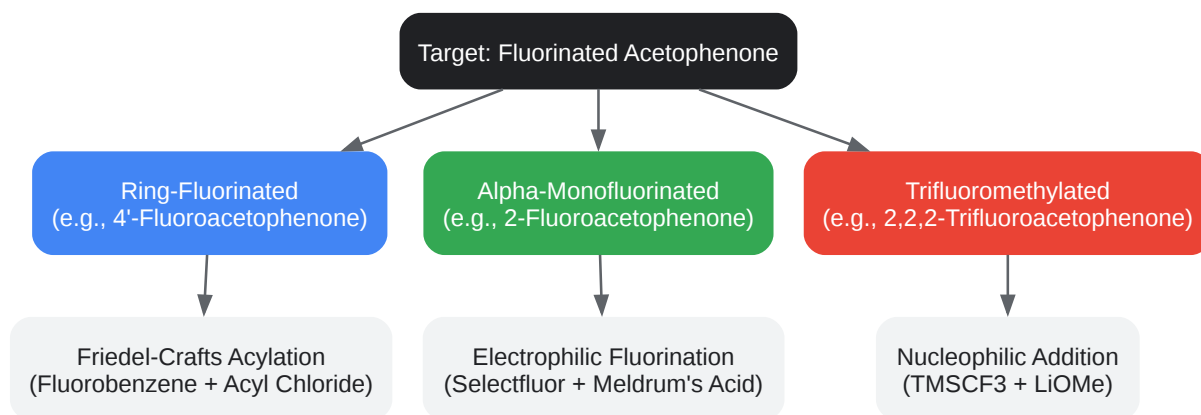 Target: Fluorinated Acetophenone
Ring-Fluorinated
(e.g., 4'-Fluoroacetophenone)
Alpha-Monofluorinated
(e.g., 2-Fluoroacetophenone)
Trifluoromethylated
(e.g., 2,2,2-Trifluoroacetophenone)
Friedel-Crafts Acylation
(Fluorobenzene + Acyl Chloride)
Electrophilic Fluorination
(Selectfluor + Meldrum's Acid)
Nucleophilic Addition
(TMSCF3 + LiOMe)